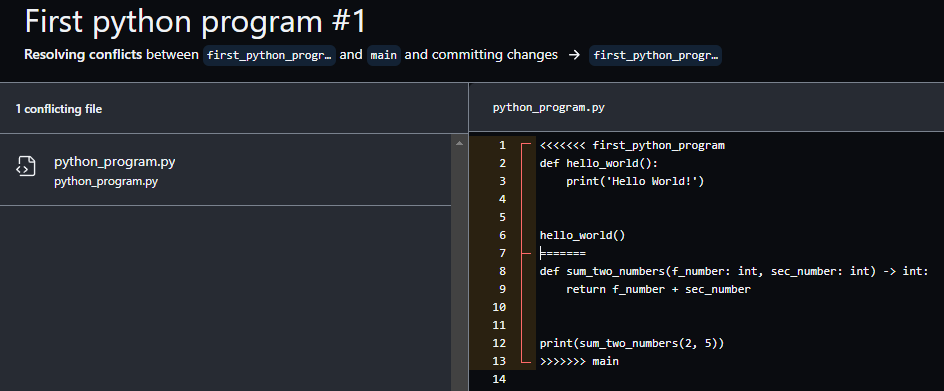 First python program #1
Resolving conflicts between first_python_progr… and main and committing changes → first_python_progr…
1 conflicting file
python_program.py
python_program.py
python_program.py
1 <<<<<<< first_python_program
2 def hello_world():
3     print('Hello World!')
4
5
6 hello_world()
7 =======
8 def sum_two_numbers(f_number: int, sec_number: int) -> int:
9     return f_number + sec_number
10
11
12 print(sum_two_numbers(2, 5))
13 >>>>>>> main
14